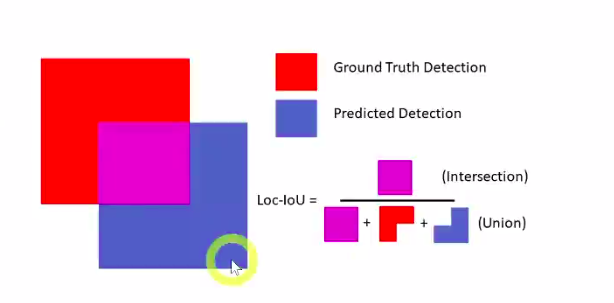 Ground Truth Detection
Predicted Detection
(Intersection)
Loc-IoU =
+ + (Union)